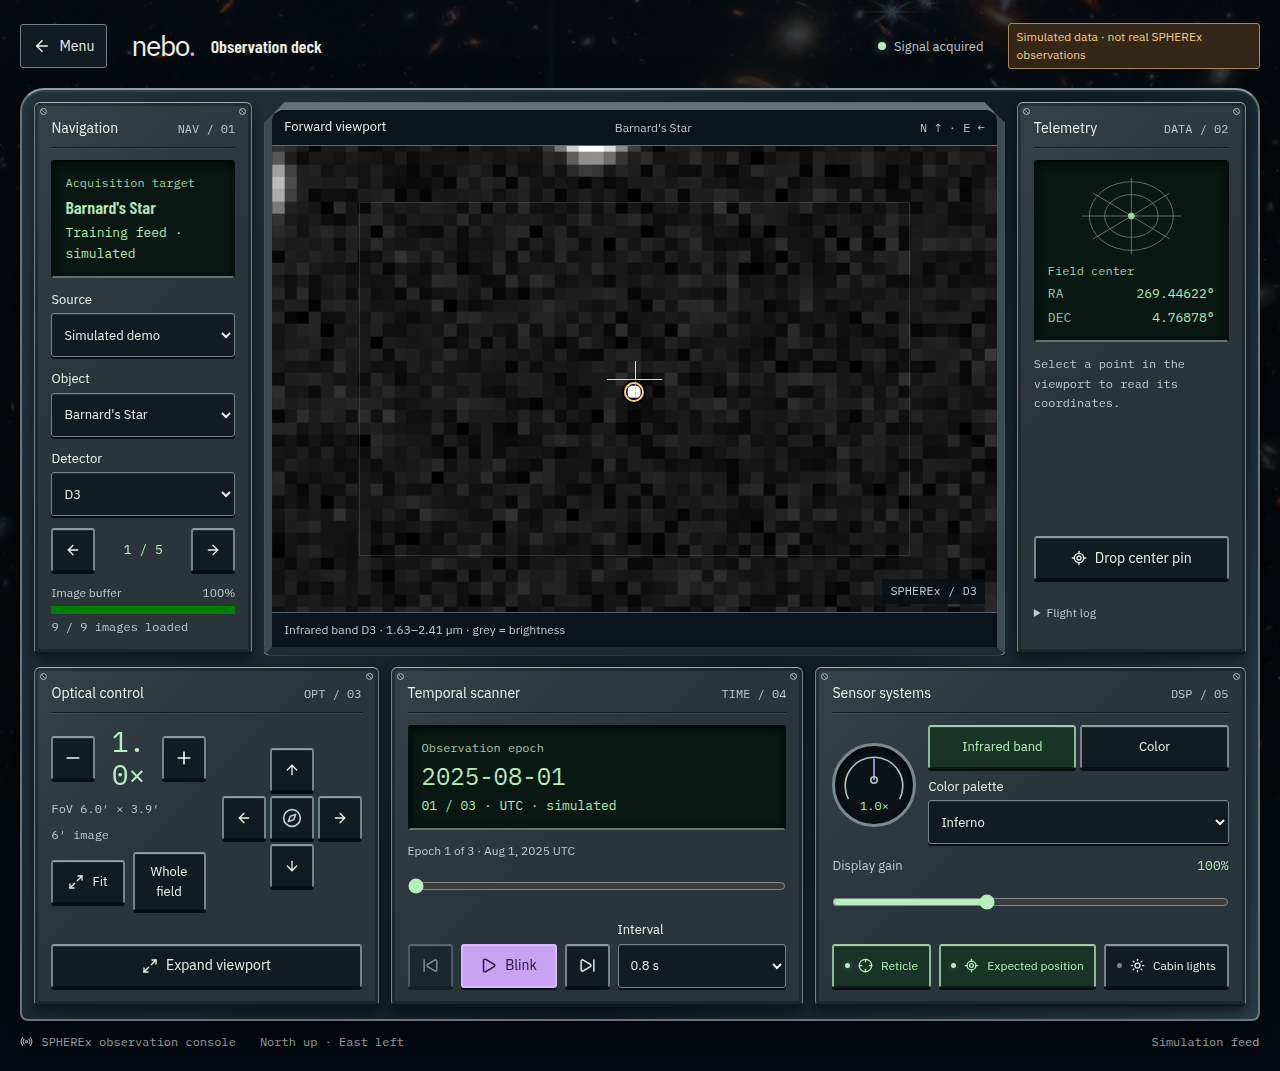 Menu
nebo.
Observation deck
Signal acquired
Simulated data · not real SPHEREx
observations
Navigation
NAV / 01
Acquisition target
Barnard's Star
Training feed ·
simulated
Source
Simulated demo
Object
Barnard's Star
Detector
D3
1 / 5
Image buffer
100%
9 / 9 images loaded
Forward viewport
Barnard's Star
N ↑ · E ←
SPHEREx / D3
Infrared band D3 · 1.63–2.41 µm · grey = brightness
Telemetry
DATA / 02
Field center
RA
269.44622°
DEC
4.76878°
Select a point in the
viewport to read its
coordinates.
Drop center pin
Flight log
Optical control
OPT / 03
1.
0×
FoV 6.0′ × 3.9′
6′ image
Fit
Whole
field
Expand viewport
Temporal scanner
TIME / 04
Observation epoch
2025-08-01
01 / 03 · UTC · simulated
Epoch 1 of 3 · Aug 1, 2025 UTC
Interval
Blink
0.8 s
Sensor systems
DSP / 05
1.0×
Infrared band
Color
Color palette
Inferno
Display gain
100%
Reticle
Expected position
Cabin lights
SPHEREx observation console
North up · East left
Simulation feed